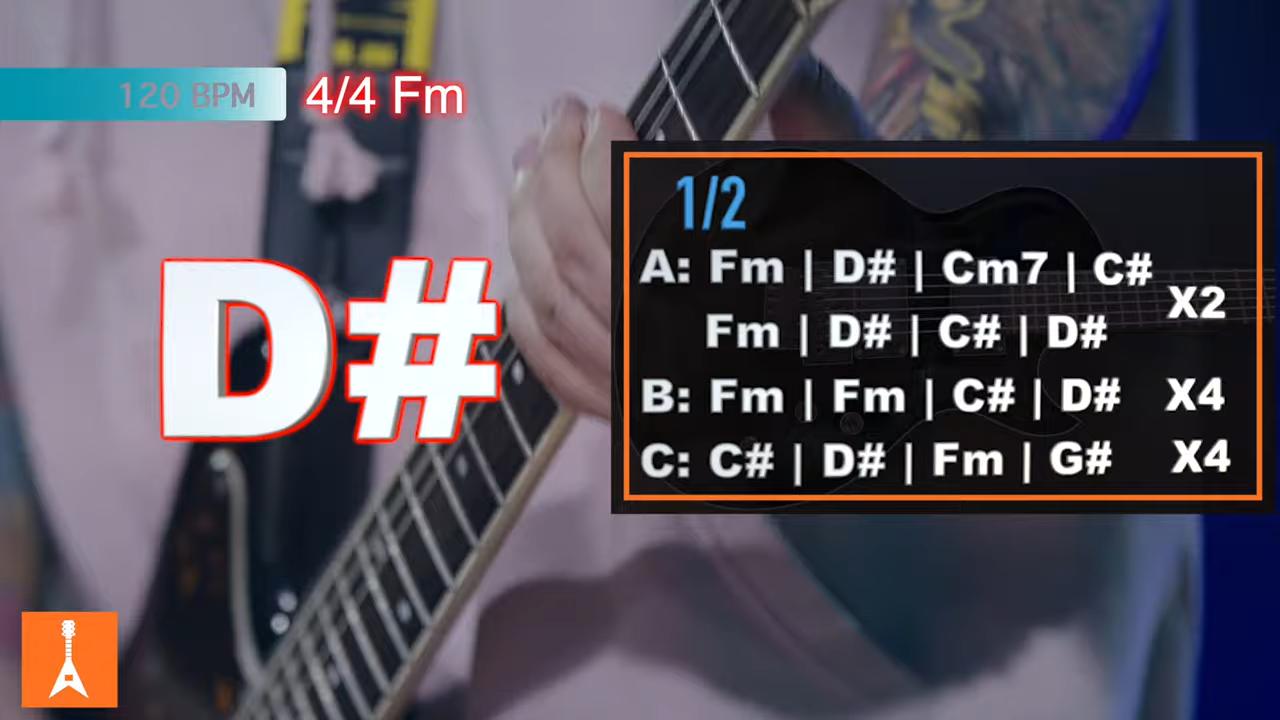 120 BPM 4/4 Fm
D#
1/2
A: Fm | D# | Cm7 | C#
X2
Fm | D# | C# | D#
B: Fm | Fm | C# | D# X4
C: C# | D# | Fm | G# X4